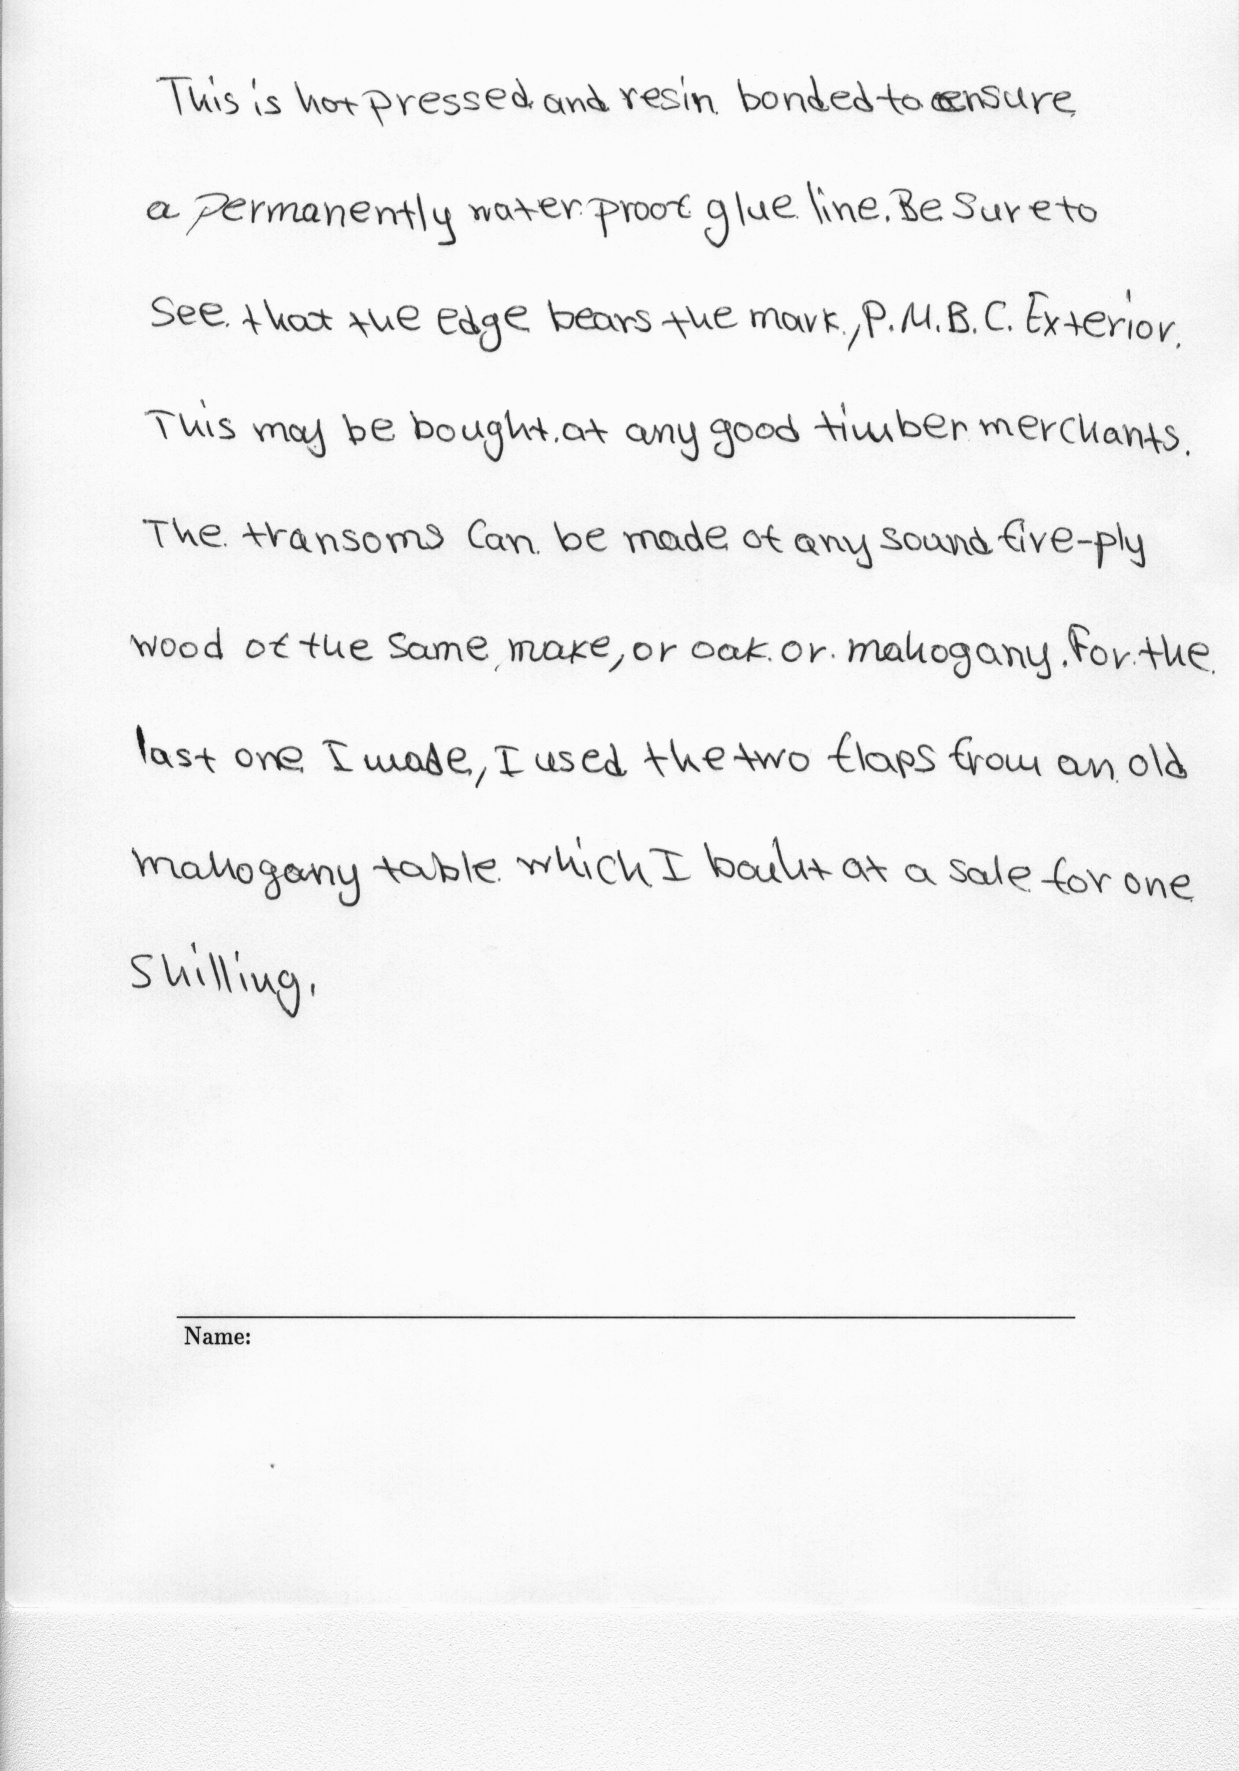 This is hot pressed and resin bonded to ensure
a permanently water proof glue line. Be sure to
see that the edge bears the mark, P.M.B.C. Exterior.
This may be bought at any good timber merchants.
The transoms can be made of any sound five-ply
wood of the same make, or oak or mahogany. For the
last one I made, I used the two flaps from an old
mahogany table which I bouht at a sale for one
shilling.
Name: